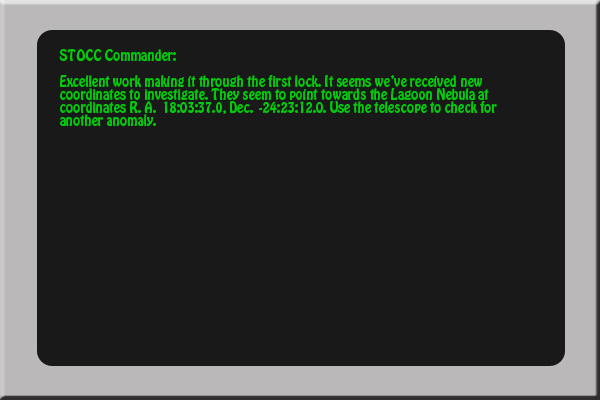 STOCC Commander:
Excellent work making it through the first lock. It seems we've received new
coordinates to investigate. They seem to point towards the Lagoon Nebula at
coordinates R. A. 18:03:37.0, Dec. -24:23:12.0. Use the telescope to check for
another anomaly.